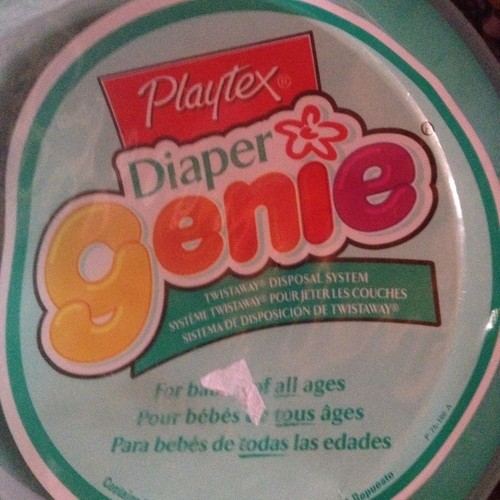 Playtex®
Diaper
genie
TWISTAWAY® DISPOSAL SYSTEM
SYSTÈME TWISTAWAY® POUR JETER LES COUCHES
SISTEMA DE DISPOSICIÓN DE TWISTAWAY®
For of all ages
Pour bébés tous âges
Para bebés de todas las edades
Repuesto